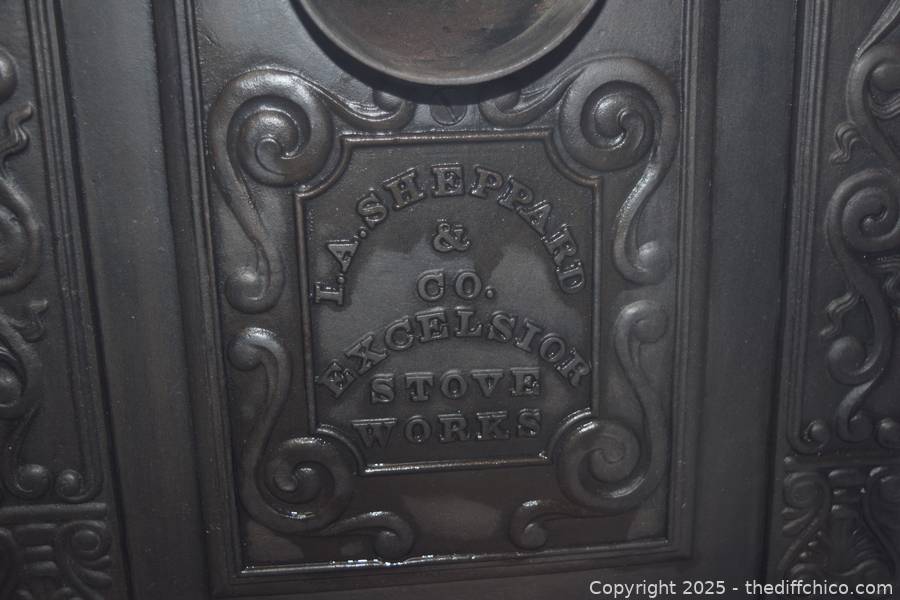 I.A. SHEPPARD
&
CO.
EXCELSIOR
STOVE
WORKS
Copyright 2025 - thediffchico.com